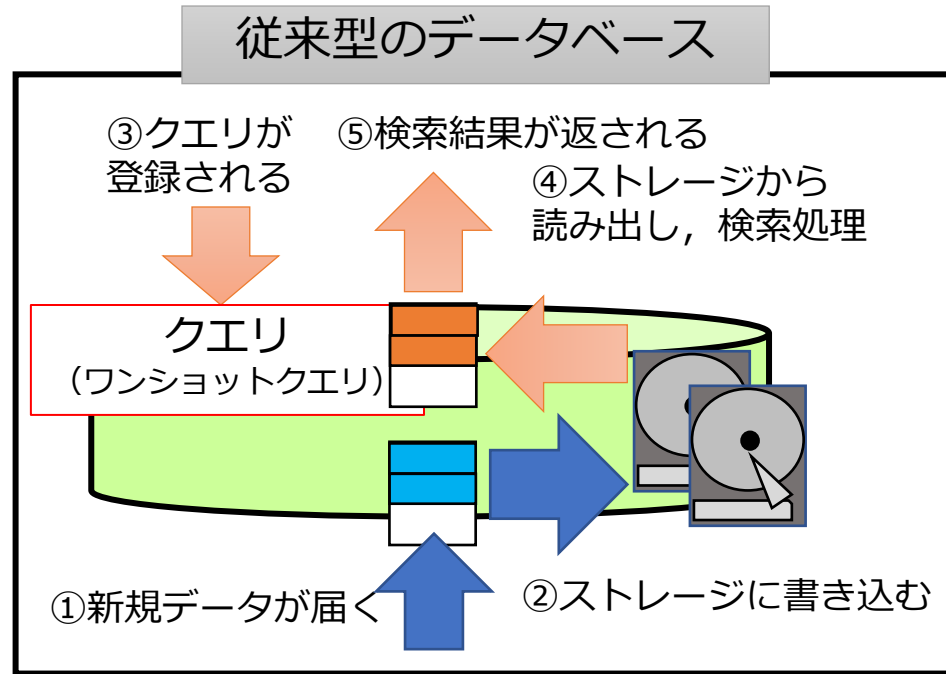 従来型のデータベース
③クエリが
登録される
⑤検索結果が返される
④ストレージから
読み出し，検索処理
クエリ
（ワンショットクエリ）
①新規データが届く
②ストレージに書き込む